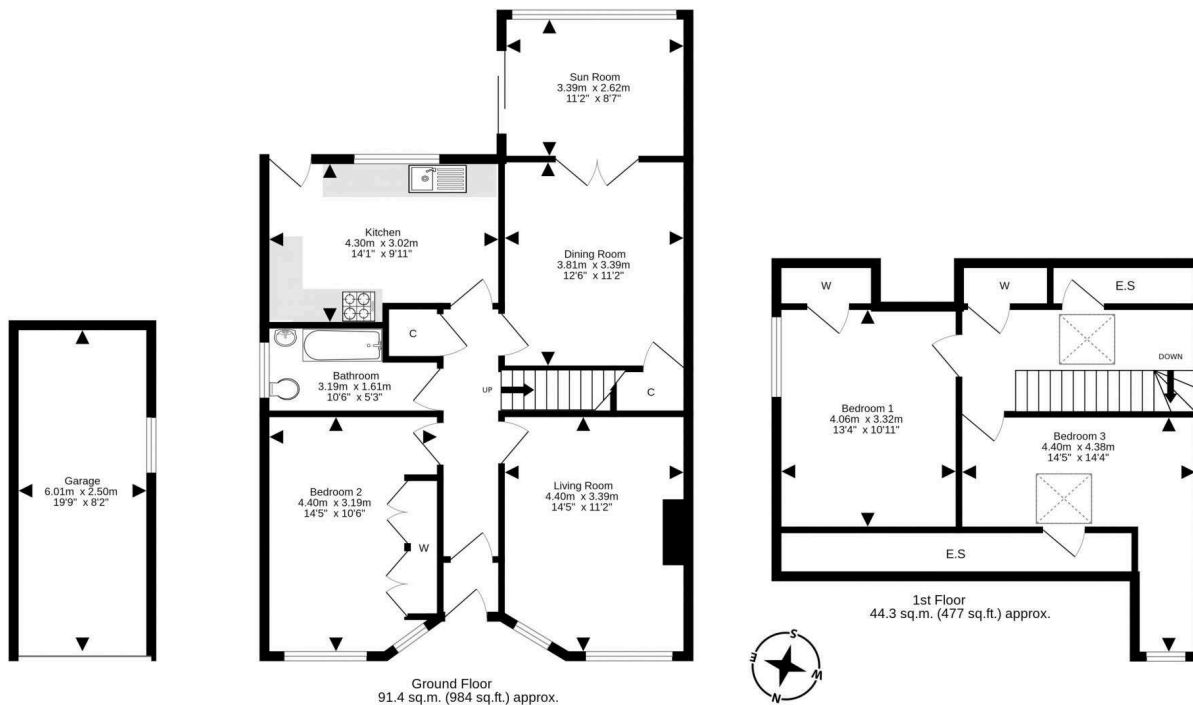 Sun Room
3.39m x 2.62m
11'2" x 8'7"
Kitchen
4.30m x 3.02m
14'1" x 9'11"
Dining Room
3.81m x 3.39m
12'6" x 11'2"
C
Bathroom
3.19m x 1.61m
10'6" x 5'3"
UP
C
Garage
6.01m x 2.50m
19'9" x 8'2"
Bedroom 2
4.40m x 3.19m
14'5" x 10'6"
W
Living Room
4.40m x 3.39m
14'5" x 11'2"
Ground Floor
91.4 sq.m. (984 sq.ft.) approx.
W
W
E.S
DOWN
Bedroom 1
4.06m x 3.32m
13'4" x 10'11"
Bedroom 3
4.40m x 4.38m
14'5" x 14'4"
E.S
1st Floor
44.3 sq.m. (477 sq.ft.) approx.
S
E
W
N